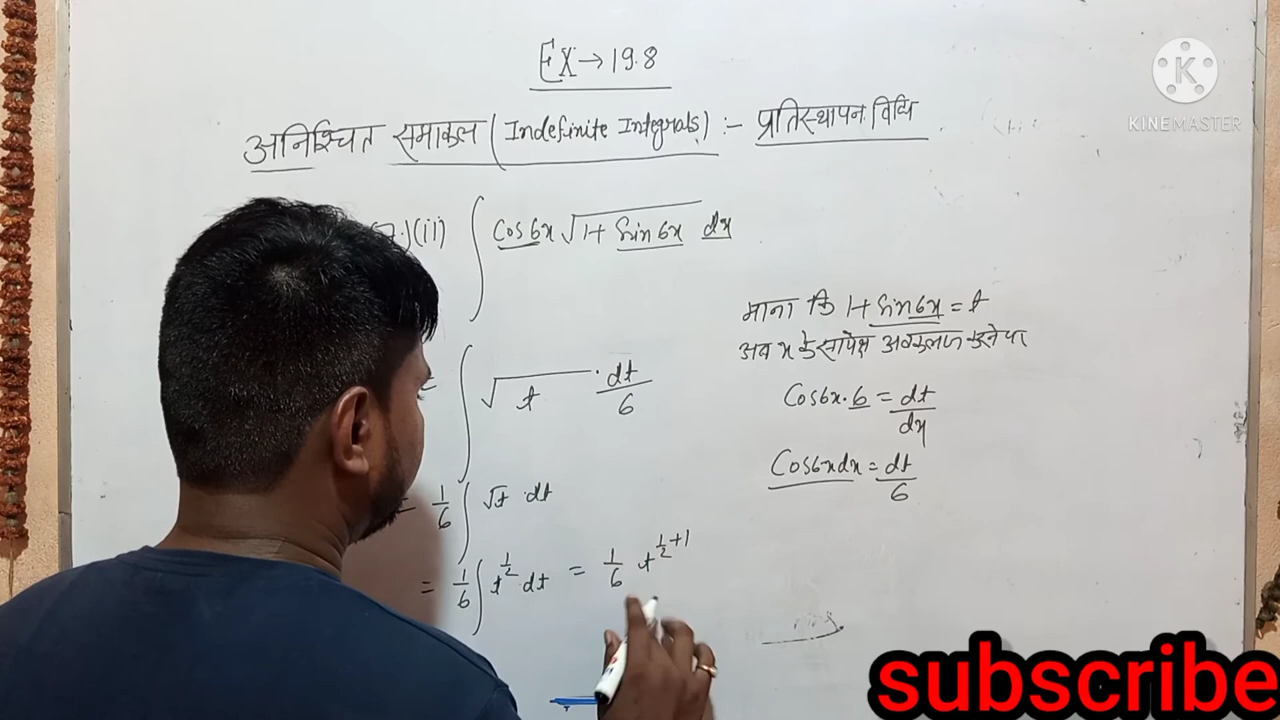 EX → 19.8
KINEMASTER
अनिश्चित समाकल (Indefinite Integrals) :- प्रतिस्थापन विधि
(ii) ∫ Cos6x √1+ Sin6x dx
माना कि 1+ Sin6x = t
अब x के सापेक्ष अवकलन करने पर
= ∫ √t · dt/6
Cos6x · 6 = dt/dx
Cos6xdx = dt/6
= 1/6 ∫ √t · dt
= 1/6 ∫ t^1/2 dt = 1/6 t^1/2+1
subscribe